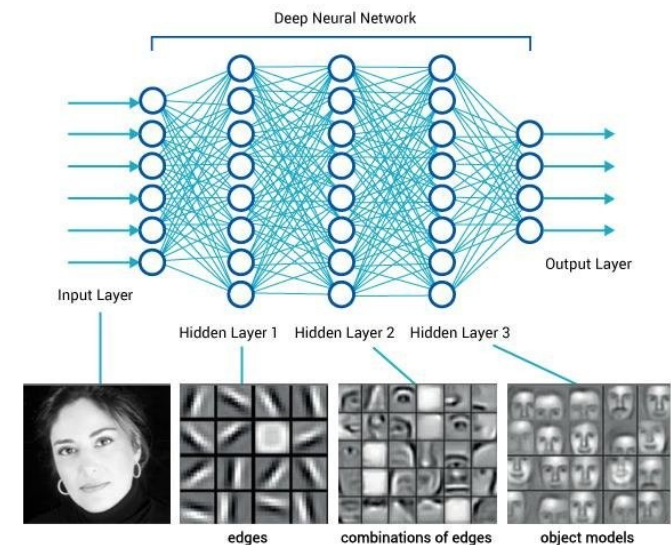 Deep Neural Network
Input Layer
Output Layer
Hidden Layer 1
Hidden Layer 2
Hidden Layer 3
edges
combinations of edges
object models